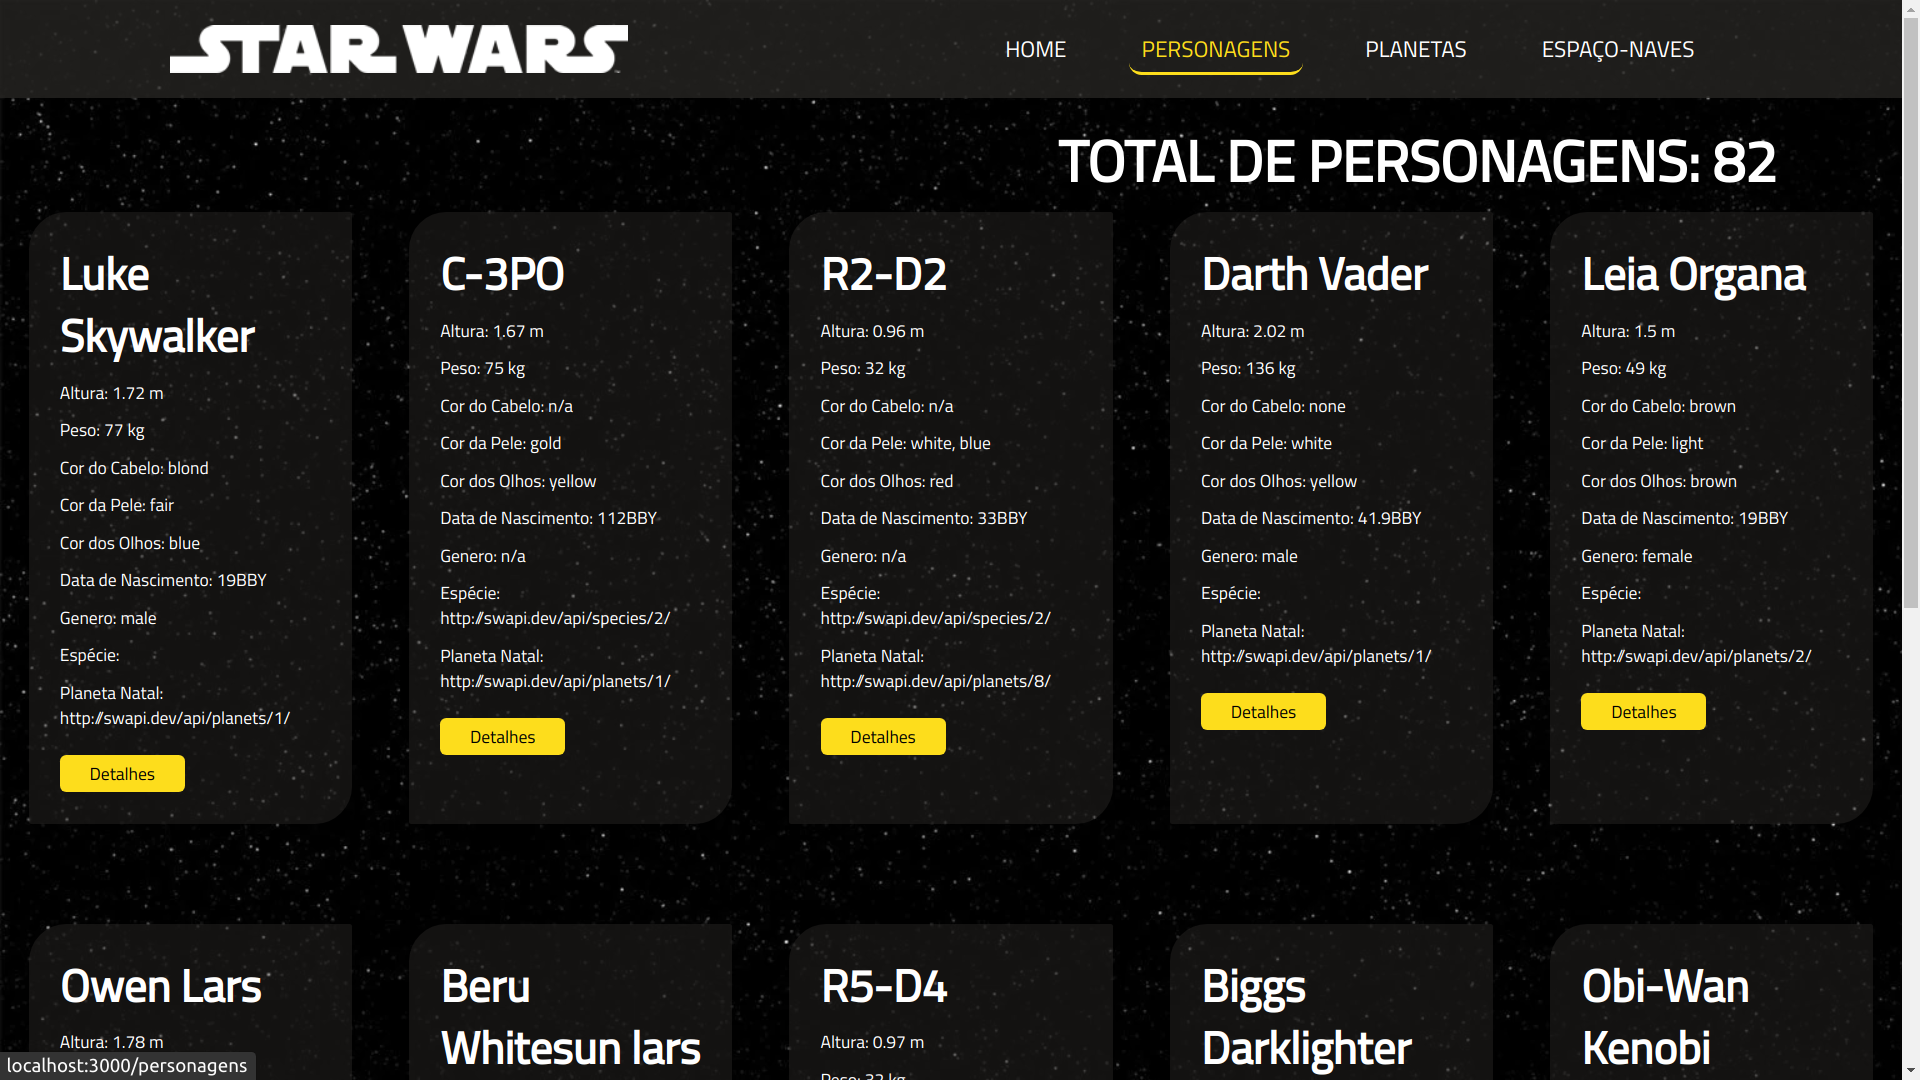 STAR WARS
HOME
PERSONAGENS
PLANETAS
ESPAÇO-NAVES
TOTAL DE PERSONAGENS: 82
Luke
Skywalker
Altura: 1.72 m
Peso: 77 kg
Cor do Cabelo: blond
Cor da Pele: fair
Cor dos Olhos: blue
Data de Nascimento: 19BBY
Genero: male
Espécie:
Planeta Natal:
http://swapi.dev/api/planets/1/
Detalhes
C-3PO
Altura: 1.67 m
Peso: 75 kg
Cor do Cabelo: n/a
Cor da Pele: gold
Cor dos Olhos: yellow
Data de Nascimento: 112BBY
Genero: n/a
Espécie:
http://swapi.dev/api/species/2/
Planeta Natal:
http://swapi.dev/api/planets/1/
Detalhes
R2-D2
Altura: 0.96 m
Peso: 32 kg
Cor do Cabelo: n/a
Cor da Pele: white, blue
Cor dos Olhos: red
Data de Nascimento: 33BBY
Genero: n/a
Espécie:
http://swapi.dev/api/species/2/
Planeta Natal:
http://swapi.dev/api/planets/8/
Detalhes
Darth Vader
Altura: 2.02 m
Peso: 136 kg
Cor do Cabelo: none
Cor da Pele: white
Cor dos Olhos: yellow
Data de Nascimento: 41.9BBY
Genero: male
Espécie:
Planeta Natal:
http://swapi.dev/api/planets/1/
Detalhes
Leia Organa
Altura: 1.5 m
Peso: 49 kg
Cor do Cabelo: brown
Cor da Pele: light
Cor dos Olhos: brown
Data de Nascimento: 19BBY
Genero: female
Espécie:
Planeta Natal:
http://swapi.dev/api/planets/2/
Detalhes
Owen Lars
Altura: 1.78 m
Beru
Whitesun lars
R5-D4
Altura: 0.97 m
Peso: 32 kg
Biggs
Darklighter
Obi-Wan
Kenobi
localhost:3000/personagens